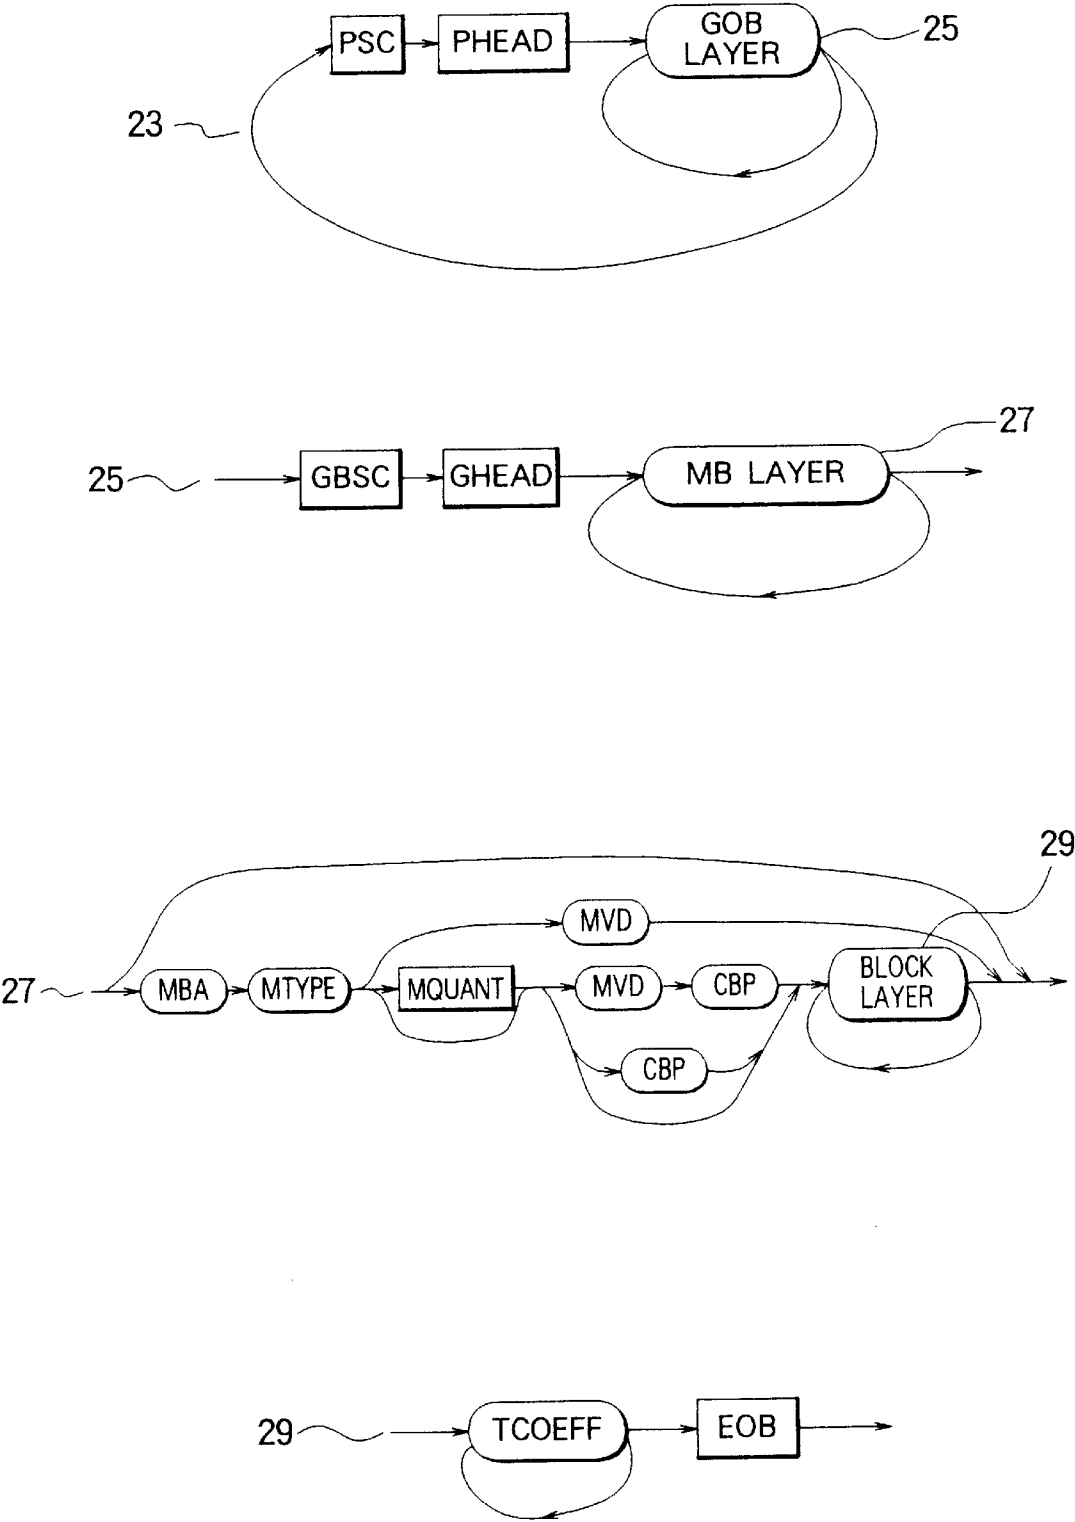 PSC
PHEAD
GOB
LAYER
25
23
27
25
GBSC
GHEAD
MB LAYER
29
MVD
27
MBA
MTYPE
MQUANT
MVD
CBP
BLOCK
LAYER
CBP
29
TCOEFF
EOB